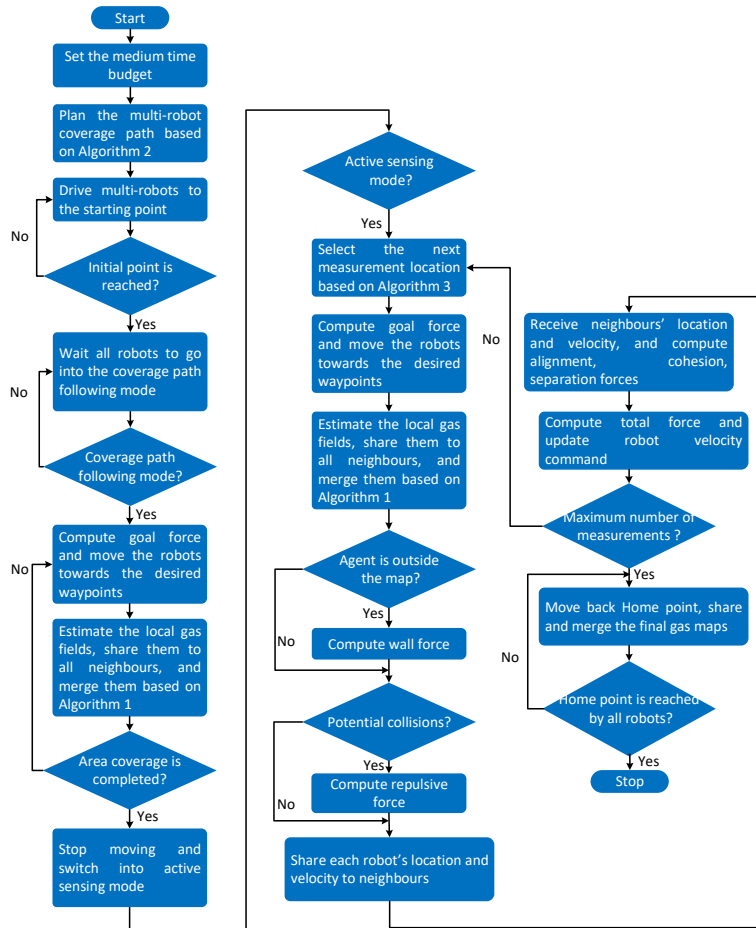 Start
Set the medium time
budget
Plan the multi-robot
coverage path based
on Algorithm 2
Drive multi-robots to
the starting point
No
Initial point is
reached?
Yes
Wait all robots to go
into the coverage path
following mode
No
Coverage path
following mode?
Yes
Compute goal force
and move the robots
towards the desired
waypoints
No
Estimate the local gas
fields, share them to
all neighbours, and
merge them based on
Algorithm 1
Area coverage is
completed?
Yes
Stop moving and
switch into active
sensing mode
Active sensing
mode?
Yes
Select the next
measurement location
based on Algorithm 3
Compute goal force
and move the robots
towards the desired
waypoints
Estimate the local gas
fields, share them to
all neighbours, and
merge them based on
Algorithm 1
Agent is outside
the map?
Yes
No
Compute wall force
Potential collisions?
Yes
No
Compute repulsive
force
Share each robot's location and
velocity to neighbours
Receive neighbours' location
and velocity, and compute
alignment, cohesion,
separation forces
Compute total force and
update robot velocity
command
No
Maximum number of
measurements ?
Yes
Move back Home point, share
and merge the final gas maps
No
Home point is reached
by all robots?
Yes
Stop